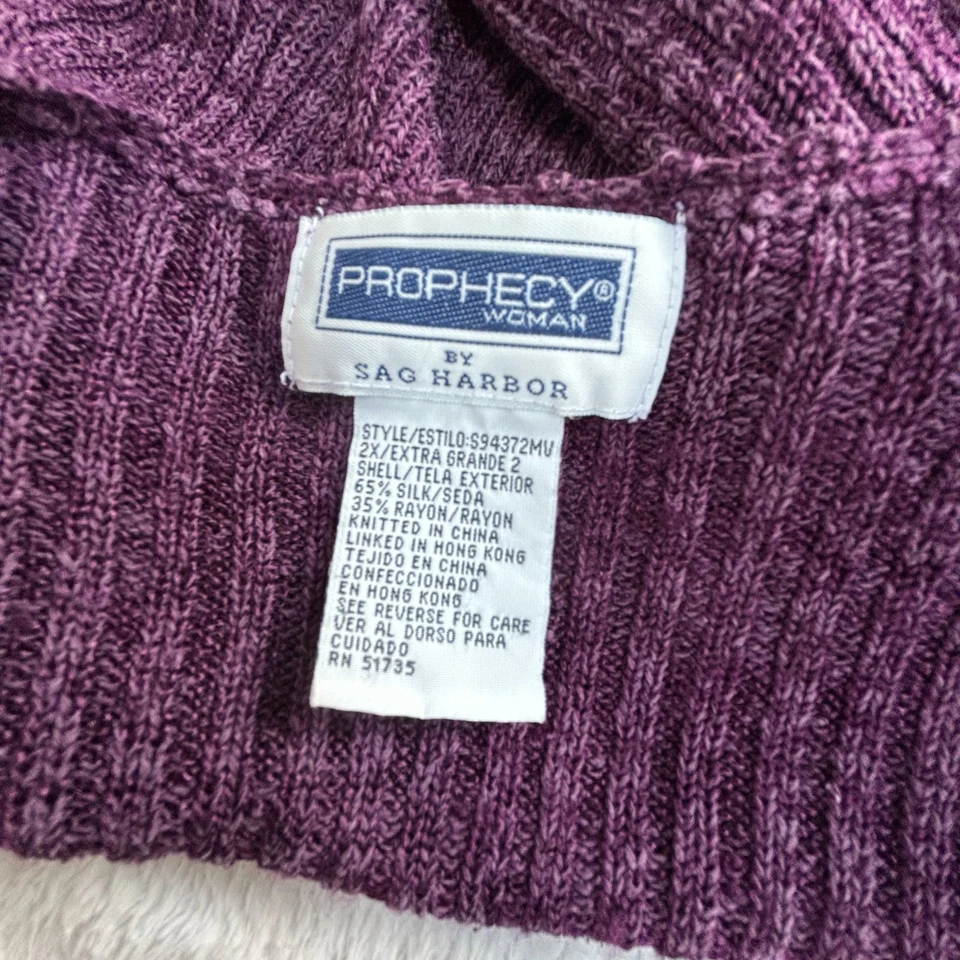 PROPHECY®
WOMAN
BY
SAG HARBOR
STYLE/ESTILO:S94372MV
2X/EXTRA GRANDE 2
SHELL/TELA EXTERIOR
65% SILK/SEDA
35% RAYON/RAYON
KNITTED IN CHINA
LINKED IN HONG KONG
TEJIDO EN CHINA
CONFECCIONADO
EN HONG KONG
SEE REVERSE FOR CARE
VER AL DORSO PARA
CUIDADO
RN 51735